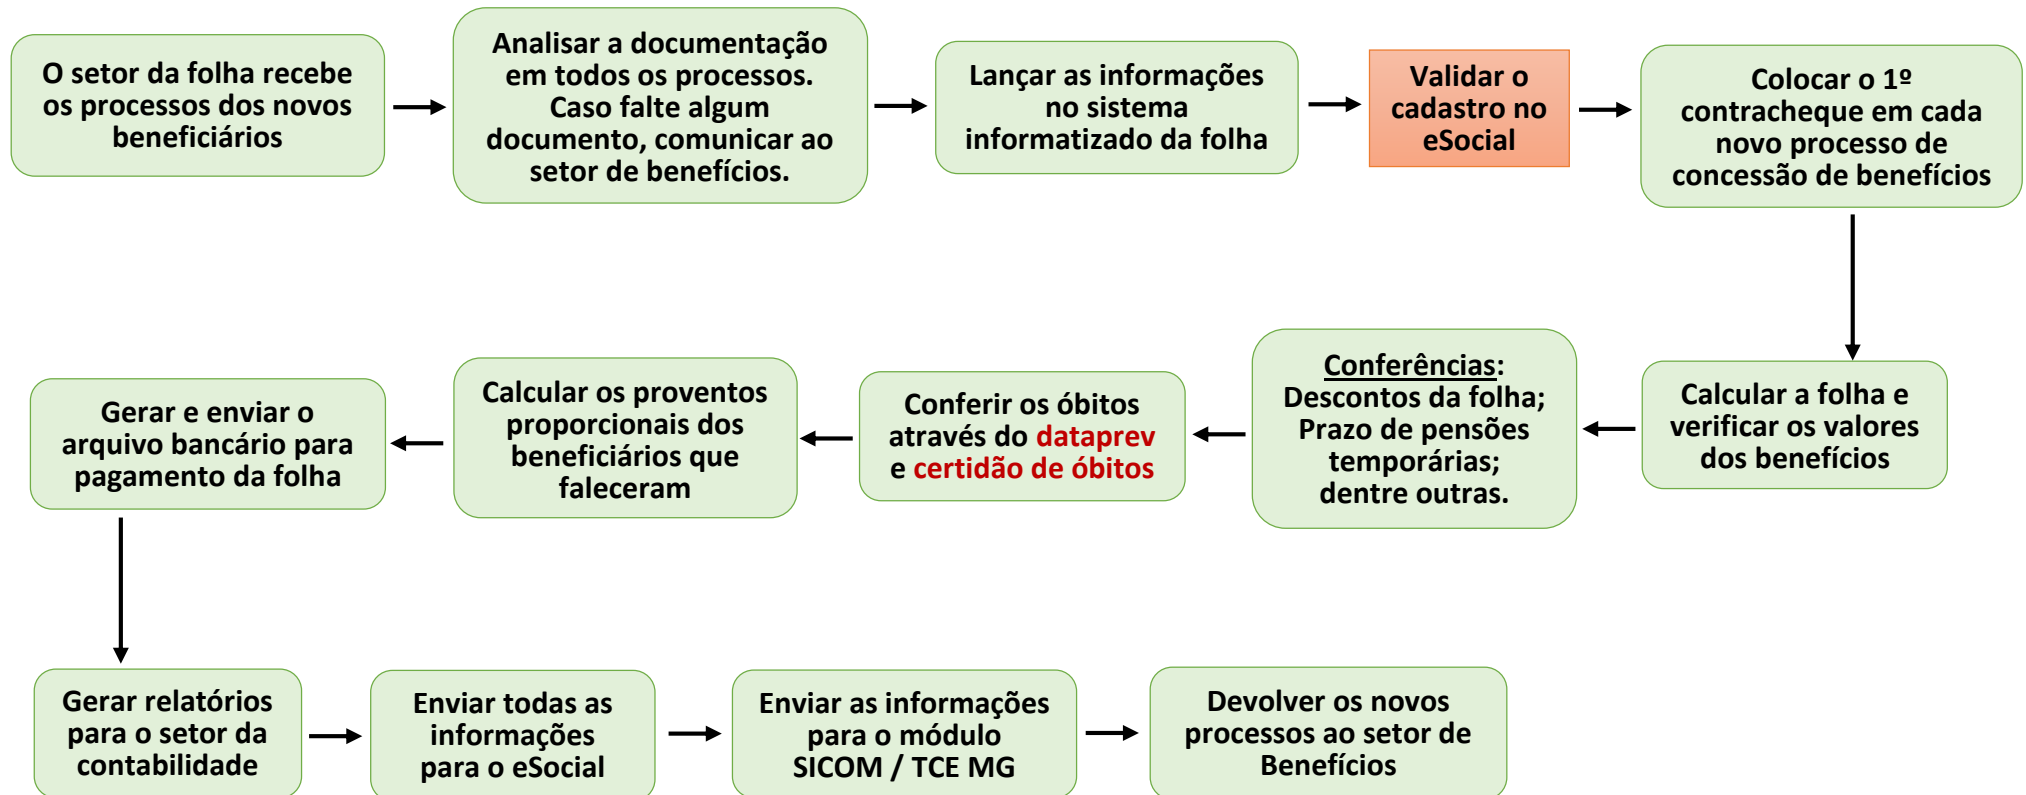 O setor da folha recebe
os processos dos novos
beneficiários
Analisar a documentação
em todos os processos.
Caso falte algum
documento, comunicar ao
setor de benefícios.
Lançar as informações
no sistema
informatizado da folha
Validar o
cadastro no
eSocial
Colocar o 1º
contracheque em cada
novo processo de
concessão de benefícios
Calcular a folha e
verificar os valores
dos benefícios
Conferências:
Descontos da folha;
Prazo de pensões
temporárias;
dentre outras.
Conferir os óbitos
através do dataprev
e certidão de óbitos
Calcular os proventos
proporcionais dos
beneficiários que
faleceram
Gerar e enviar o
arquivo bancário para
pagamento da folha
Gerar relatórios
para o setor da
contabilidade
Enviar todas as
informações
para o eSocial
Enviar as informações
para o módulo
SICOM / TCE MG
Devolver os novos
processos ao setor de
Benefícios